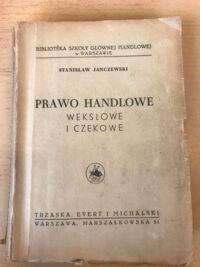 BIBLIOTEKA SZKOŁY GŁÓWNEJ HANDLOWEJ
w WARSZAWIE
STANISŁAW JANCZEWSKI
PRAWO HANDLOWE
WEKSLOWE
I CZEKOWE
TRZASKA, EVERT I MICHALSKI
WARSZAWA, MARSZAŁKOWSKA 51